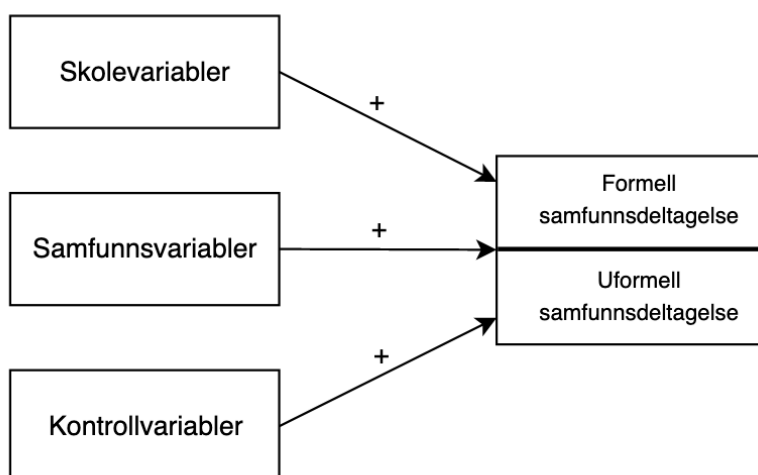 Skolevariabler
+
Formell
samfunnsdeltagelse
Samfunnsvariabler
+
Uformell
samfunnsdeltagelse
+
Kontrollvariabler